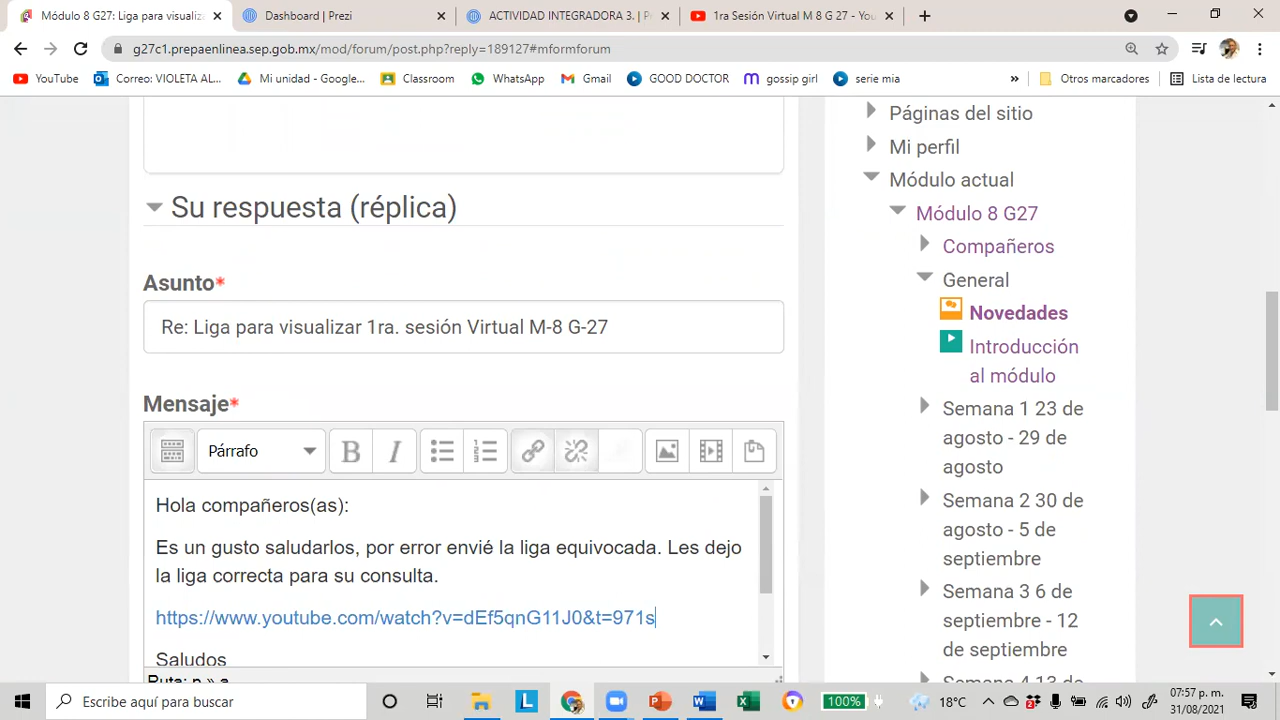 Módulo 8 G27: Liga para visualiz
Dashboard | Prezi
ACTIVIDAD INTEGRADORA 3. | P
1ra Sesión Virtual M 8 G 27 - You
g27c1.prepaenlinea.sep.gob.mx/mod/forum/post.php?reply=189127#mformforum
YouTube
Correo: VIOLETA AL...
Mi unidad - Google...
Classroom
WhatsApp
Gmail
GOOD DOCTOR
gossip girl
serie mia
»
Otros marcadores
Lista de lectura
Su respuesta (réplica)
Asunto*
Re: Liga para visualizar 1ra. sesión Virtual M-8 G-27
Mensaje*
Párrafo
B
I
Hola compañeros(as):
Es un gusto saludarlos, por error envié la liga equivocada. Les dejo
la liga correcta para su consulta.
https://www.youtube.com/watch?v=dEf5qnG11J0&t=971s
Saludos
Ruta: p » a
Páginas del sitio
Mi perfil
Módulo actual
Módulo 8 G27
Compañeros
General
Novedades
Introducción
al módulo
Semana 1 23 de
agosto - 29 de
agosto
Semana 2 30 de
agosto - 5 de
septiembre
Semana 3 6 de
septiembre - 12
de septiembre
Semana 4 13 de
Escribe aquí para buscar
100%
18°C
07:57 p. m.
31/08/2021